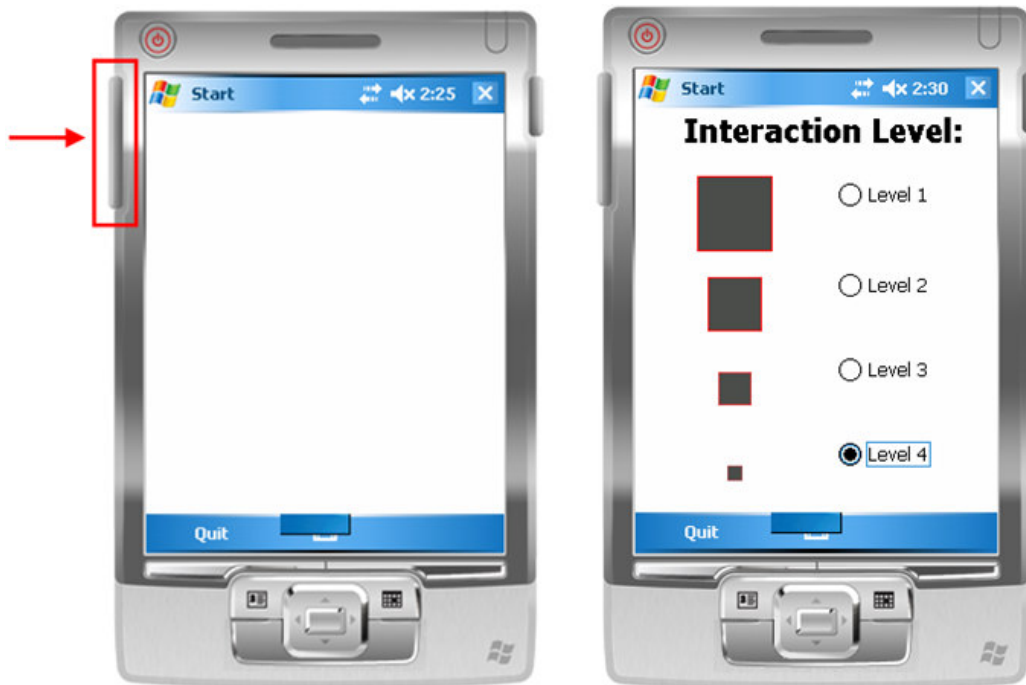 Start 2:25
Quit
Start 2:30
Interaction Level:
Level 1
Level 2
Level 3
Level 4
Quit